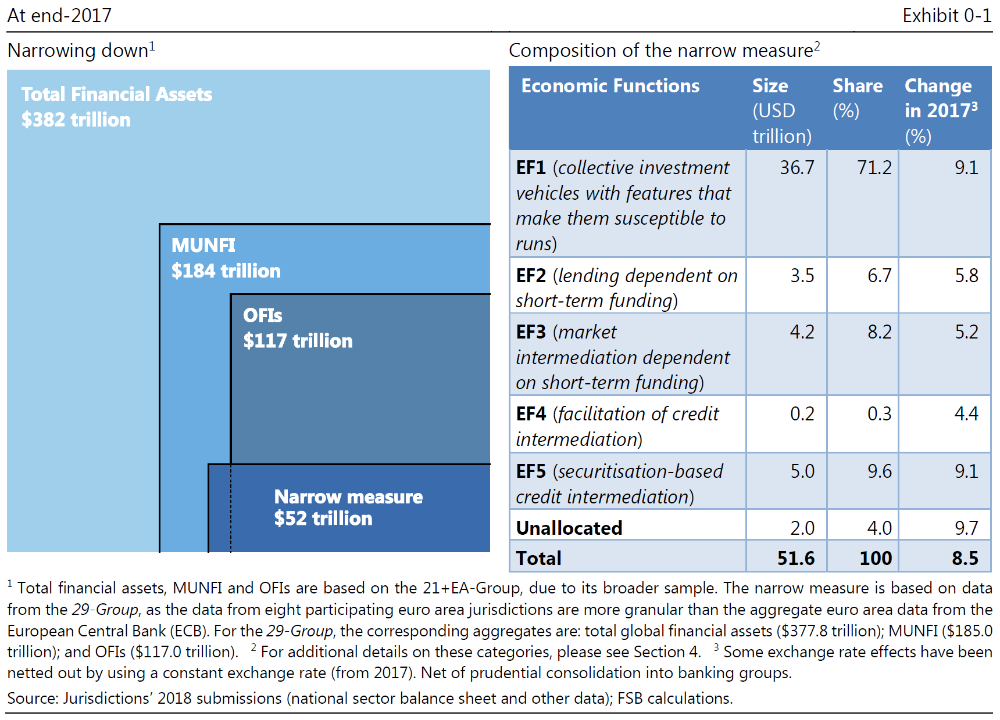 At end-2017
Exhibit 0-1
Narrowing down1
Total Financial Assets
$382 trillion
MUNFI
$184 trillion
OFIs
$117 trillion
Narrow measure
$52 trillion
Composition of the narrow measure2
Economic Functions Size (USD trillion) Share (%) Change in 20173 (%)
EF1 (collective investment 36.7 71.2 9.1
vehicles with features that
make them susceptible to
runs)
EF2 (lending dependent on 3.5 6.7 5.8
short-term funding)
EF3 (market 4.2 8.2 5.2
intermediation dependent
on short-term funding)
EF4 (facilitation of credit 0.2 0.3 4.4
intermediation)
EF5 (securitisation-based 5.0 9.6 9.1
credit intermediation)
Unallocated 2.0 4.0 9.7
Total 51.6 100 8.5
1 Total financial assets, MUNFI and OFIs are based on the 21+EA-Group, due to its broader sample. The narrow measure is based on data
from the 29-Group, as the data from eight participating euro area jurisdictions are more granular than the aggregate euro area data from the
European Central Bank (ECB). For the 29-Group, the corresponding aggregates are: total global financial assets ($377.8 trillion); MUNFI ($185.0
trillion); and OFIs ($117.0 trillion). 2 For additional details on these categories, please see Section 4. 3 Some exchange rate effects have been
netted out by using a constant exchange rate (from 2017). Net of prudential consolidation into banking groups.
Source: Jurisdictions’ 2018 submissions (national sector balance sheet and other data); FSB calculations.